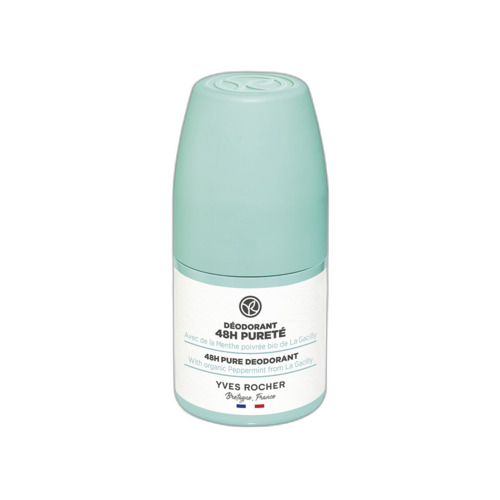 DÉODORANT
48H PURETÉ
Avec de la Menthe poivrée bio de La Gacilly
48H PURE DEODORANT
With organic Peppermint from La Gacilly
YVES ROCHER
Bretagne, France